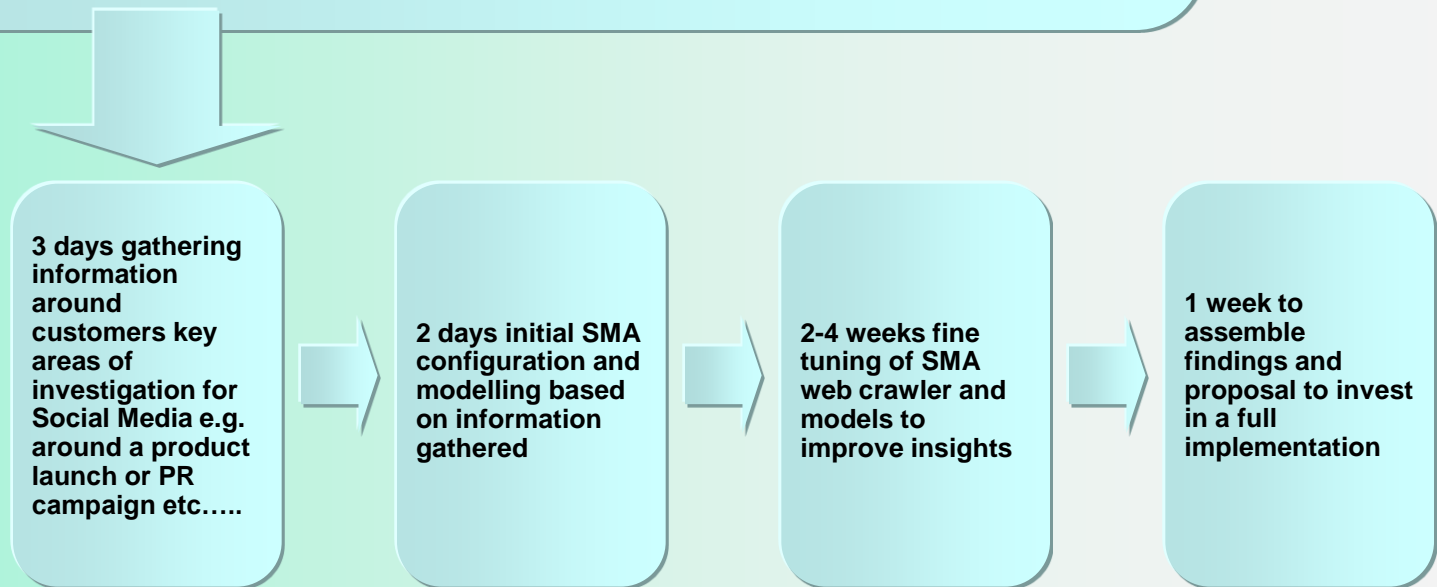 3 days gathering
information
around
customers key
areas of
investigation for
Social Media e.g.
around a product
launch or PR
campaign etc…..
2 days initial SMA
configuration and
modelling based
on information
gathered
2-4 weeks fine
tuning of SMA
web crawler and
models to
improve insights
1 week to
assemble
findings and
proposal to invest
in a full
implementation